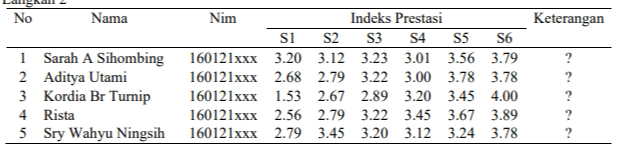 Langkah 2
No Nama Nim Indeks Prestasi Keterangan
S1 S2 S3 S4 S5 S6
1 Sarah A Sihombing 160121xxx 3.20 3.12 3.23 3.01 3.56 3.79 ?
2 Aditya Utami 160121xxx 2.68 2.79 3.22 3.00 3.78 3.78 ?
3 Kordia Br Turnip 160121xxx 1.53 2.67 2.89 3.20 3.45 4.00 ?
4 Rista 160121xxx 2.56 2.79 3.22 3.45 3.67 3.89 ?
5 Sry Wahyu Ningsih 160121xxx 2.79 3.45 3.20 3.12 3.24 3.78 ?